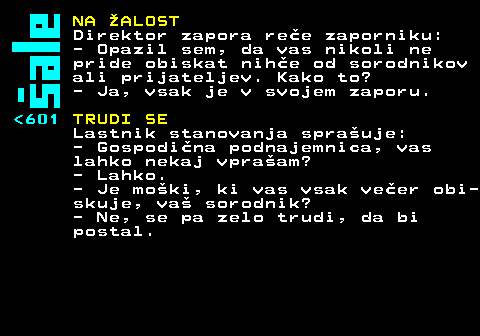 šale
NA ŽALOST
Direktor zapora reče zaporniku:
- Opazil sem, da vas nikoli ne
pride obiskat nihče od sorodnikov
ali prijateljev. Kako to?
- Ja, vsak je v svojem zaporu.
<601 TRUDI SE
Lastnik stanovanja sprašuje:
- Gospodična podnajemnica, vas
lahko nekaj vprašam?
- Lahko.
- Je moški, ki vas vsak večer obi-
skuje, vaš sorodnik?
- Ne, se pa zelo trudi, da bi
postal.